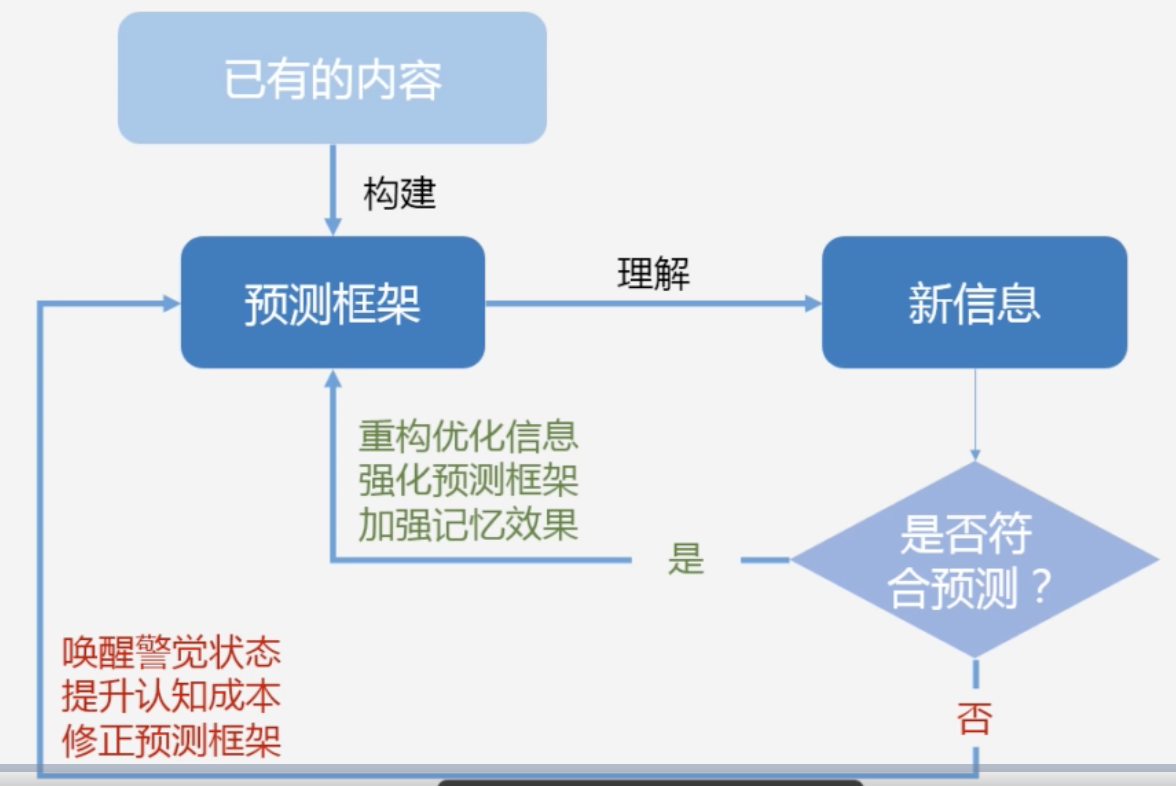 已有的内容
构建
预测框架
理解
新信息
重构优化信息
强化预测框架
加强记忆效果
是
是否符
合预测？
唤醒警觉状态
提升认知成本
修正预测框架
否